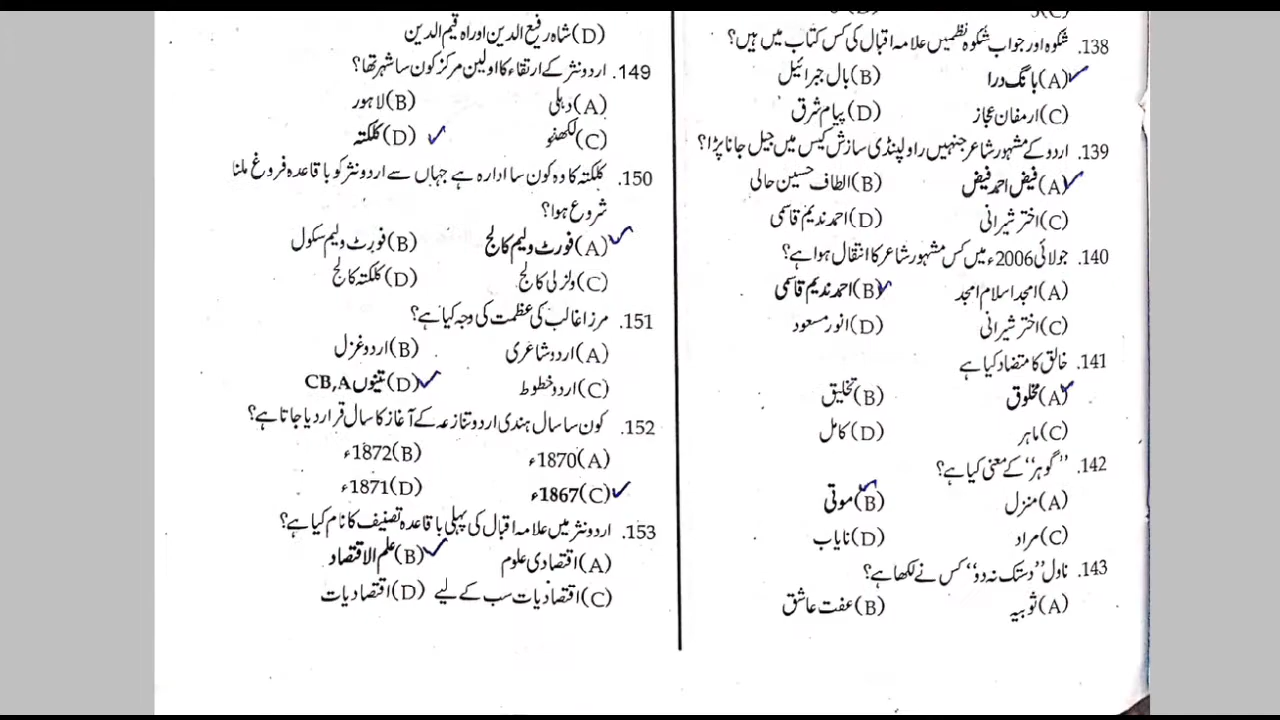 138. شکوہ اور جواب شکوہ نظمیں علامہ اقبال کی کس کتاب میں ہیں؟
(A) بانگ درا (B) بال جبرائیل
(C) ارمغان حجاز (D) پیام شرق
139. اردو کے مشہور شاعر جنہیں راولپنڈی سازش کیس میں جیل جانا پڑا؟
(A) فیض احمد فیض (B) الطاف حسین حالی
(C) اختر شیرانی (D) احمد ندیم قاسمی
140. جولائی 2006ء میں کس مشہور شاعر کا انتقال ہوا ہے؟
(A) امجد اسلام امجد (B) احمد ندیم قاسمی
(C) اختر شیرانی (D) انور مسعود
141. خالق کا متضاد کیا ہے
(A) مخلوق (B) تخلیق
(C) ماہر (D) کامل
142. "گوہر" کے معنی کیا ہے؟
(A) منزل (B) موتی
(C) مراد (D) نایاب
143. ناول "دستک نہ دو" کس نے لکھا ہے؟
(A) ثوبیہ (B) عفت عاشق
(D) شاہ رفیع الدین اور اہ قیم الدین
149. اردو نثر کے ارتقاء کا اولین مرکز کون سا شہر تھا؟
(A) دہلی (B) لاہور
(C) لکھنؤ (D) کلکتہ
150. کلکتہ کا وہ کون سا ادارہ ہے جہاں سے اردو نثر کو باقاعدہ فروغ ملنا
شروع ہوا؟
(A) فورٹ ولیم کالج (B) فورٹ ولیم سکول
(C) ولزلی کالج (D) کلکتہ کالج
151. مرزا غالب کی عظمت کی وجہ کیا ہے؟
(A) اردو شاعری (B) اردو غزل
(C) اردو خطوط (D) تینوں CB,A
152. کون سا سال ہندی اردو تنازعہ کے آغاز کا سال قرار دیا جاتا ہے؟
(A) 1870ء (B) 1872ء
(C) 1867ء (D) 1871ء
153. اردو نثر میں علامہ اقبال کی پہلی باقاعدہ تصنیف کا نام کیا ہے؟
(A) اقتصادی علوم (B) علم الاقتصاد
(C) اقتصادیات سب کے لیے (D) اقتصادیات